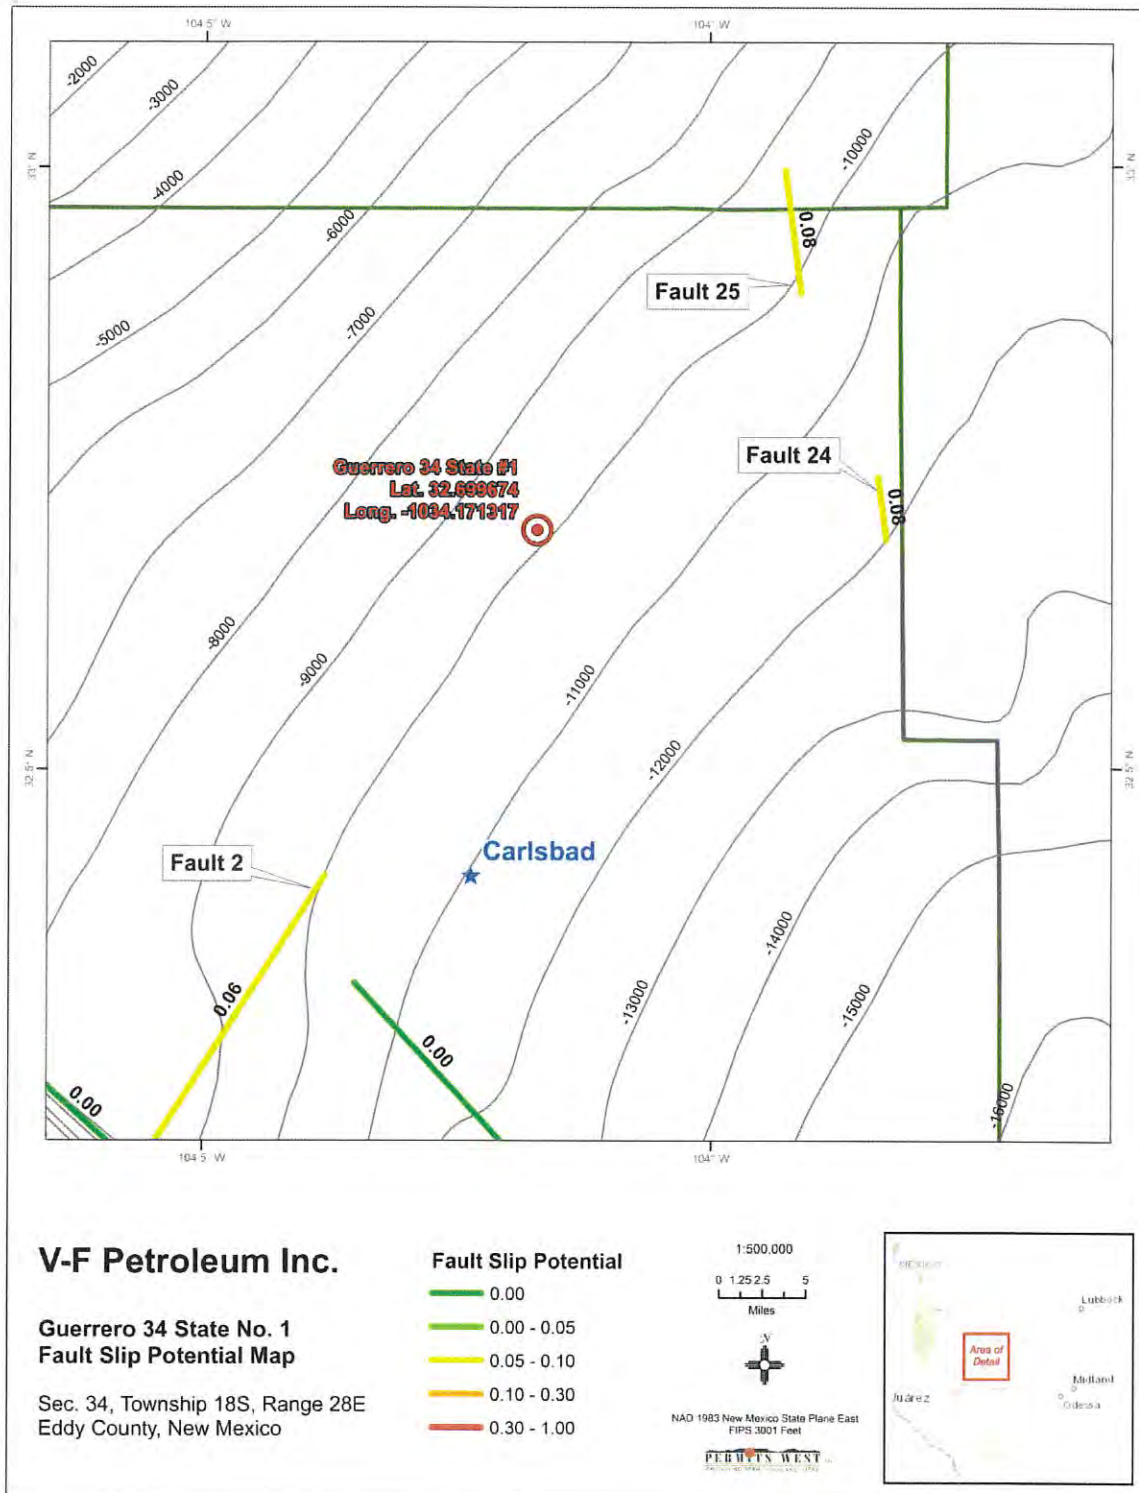 104.5° W
104° W
-2000
-3000
-4000
-10000
33° N
33° N
-6000
0.08
Fault 25
-5000
-7000
Guerrero 34 State #1
Lat. 32.699674
Long. -1034.171317
Fault 24
0.08
-8000
-9000
-11000
-12000
32.5° N
32.5° N
Carlsbad
Fault 2
-14000
0.06
-13000
-15000
0.00
0.00
-16000
104.5° W
104° W
V-F Petroleum Inc.
Guerrero 34 State No. 1
Fault Slip Potential Map
Sec. 34, Township 18S, Range 28E
Eddy County, New Mexico
Fault Slip Potential
0.00
0.00 - 0.05
0.05 - 0.10
0.10 - 0.30
0.30 - 1.00
1:500,000
0 1.25 2.5 5
Miles
N
NAD 1983 New Mexico State Plane East
FIPS 3001 Feet
PERMITS WEST
Lubbock
Area of
Detail
Midland
Odessa
Juárez